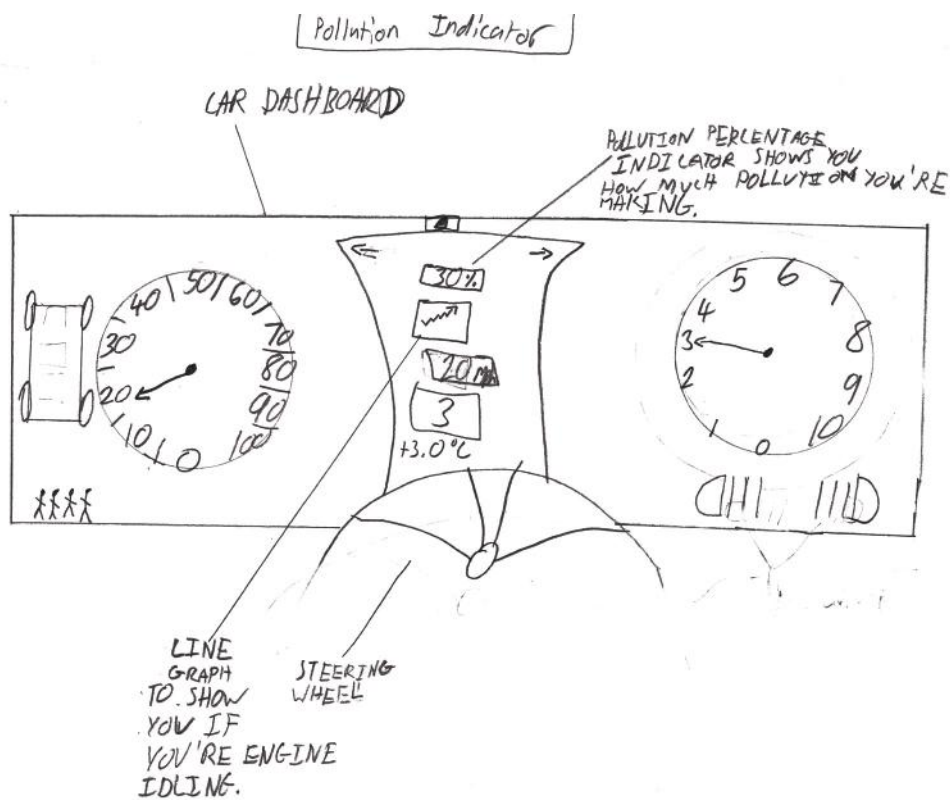 Pollution Indicator
CAR DASHBOARD
POLLUTION PERCENTAGE
INDICATOR SHOWS YOU
HOW MUCH POLLUTION YOU'RE
MAKING.
30%
20
3
+3.0°C
0
10
20
30
40
50
60
70
80
90
100
0
1
2
3
4
5
6
7
8
9
10
LINE
GRAPH
TO SHOW
YOU IF
YOU'RE ENGINE
IDLING.
STEERING
WHEEL